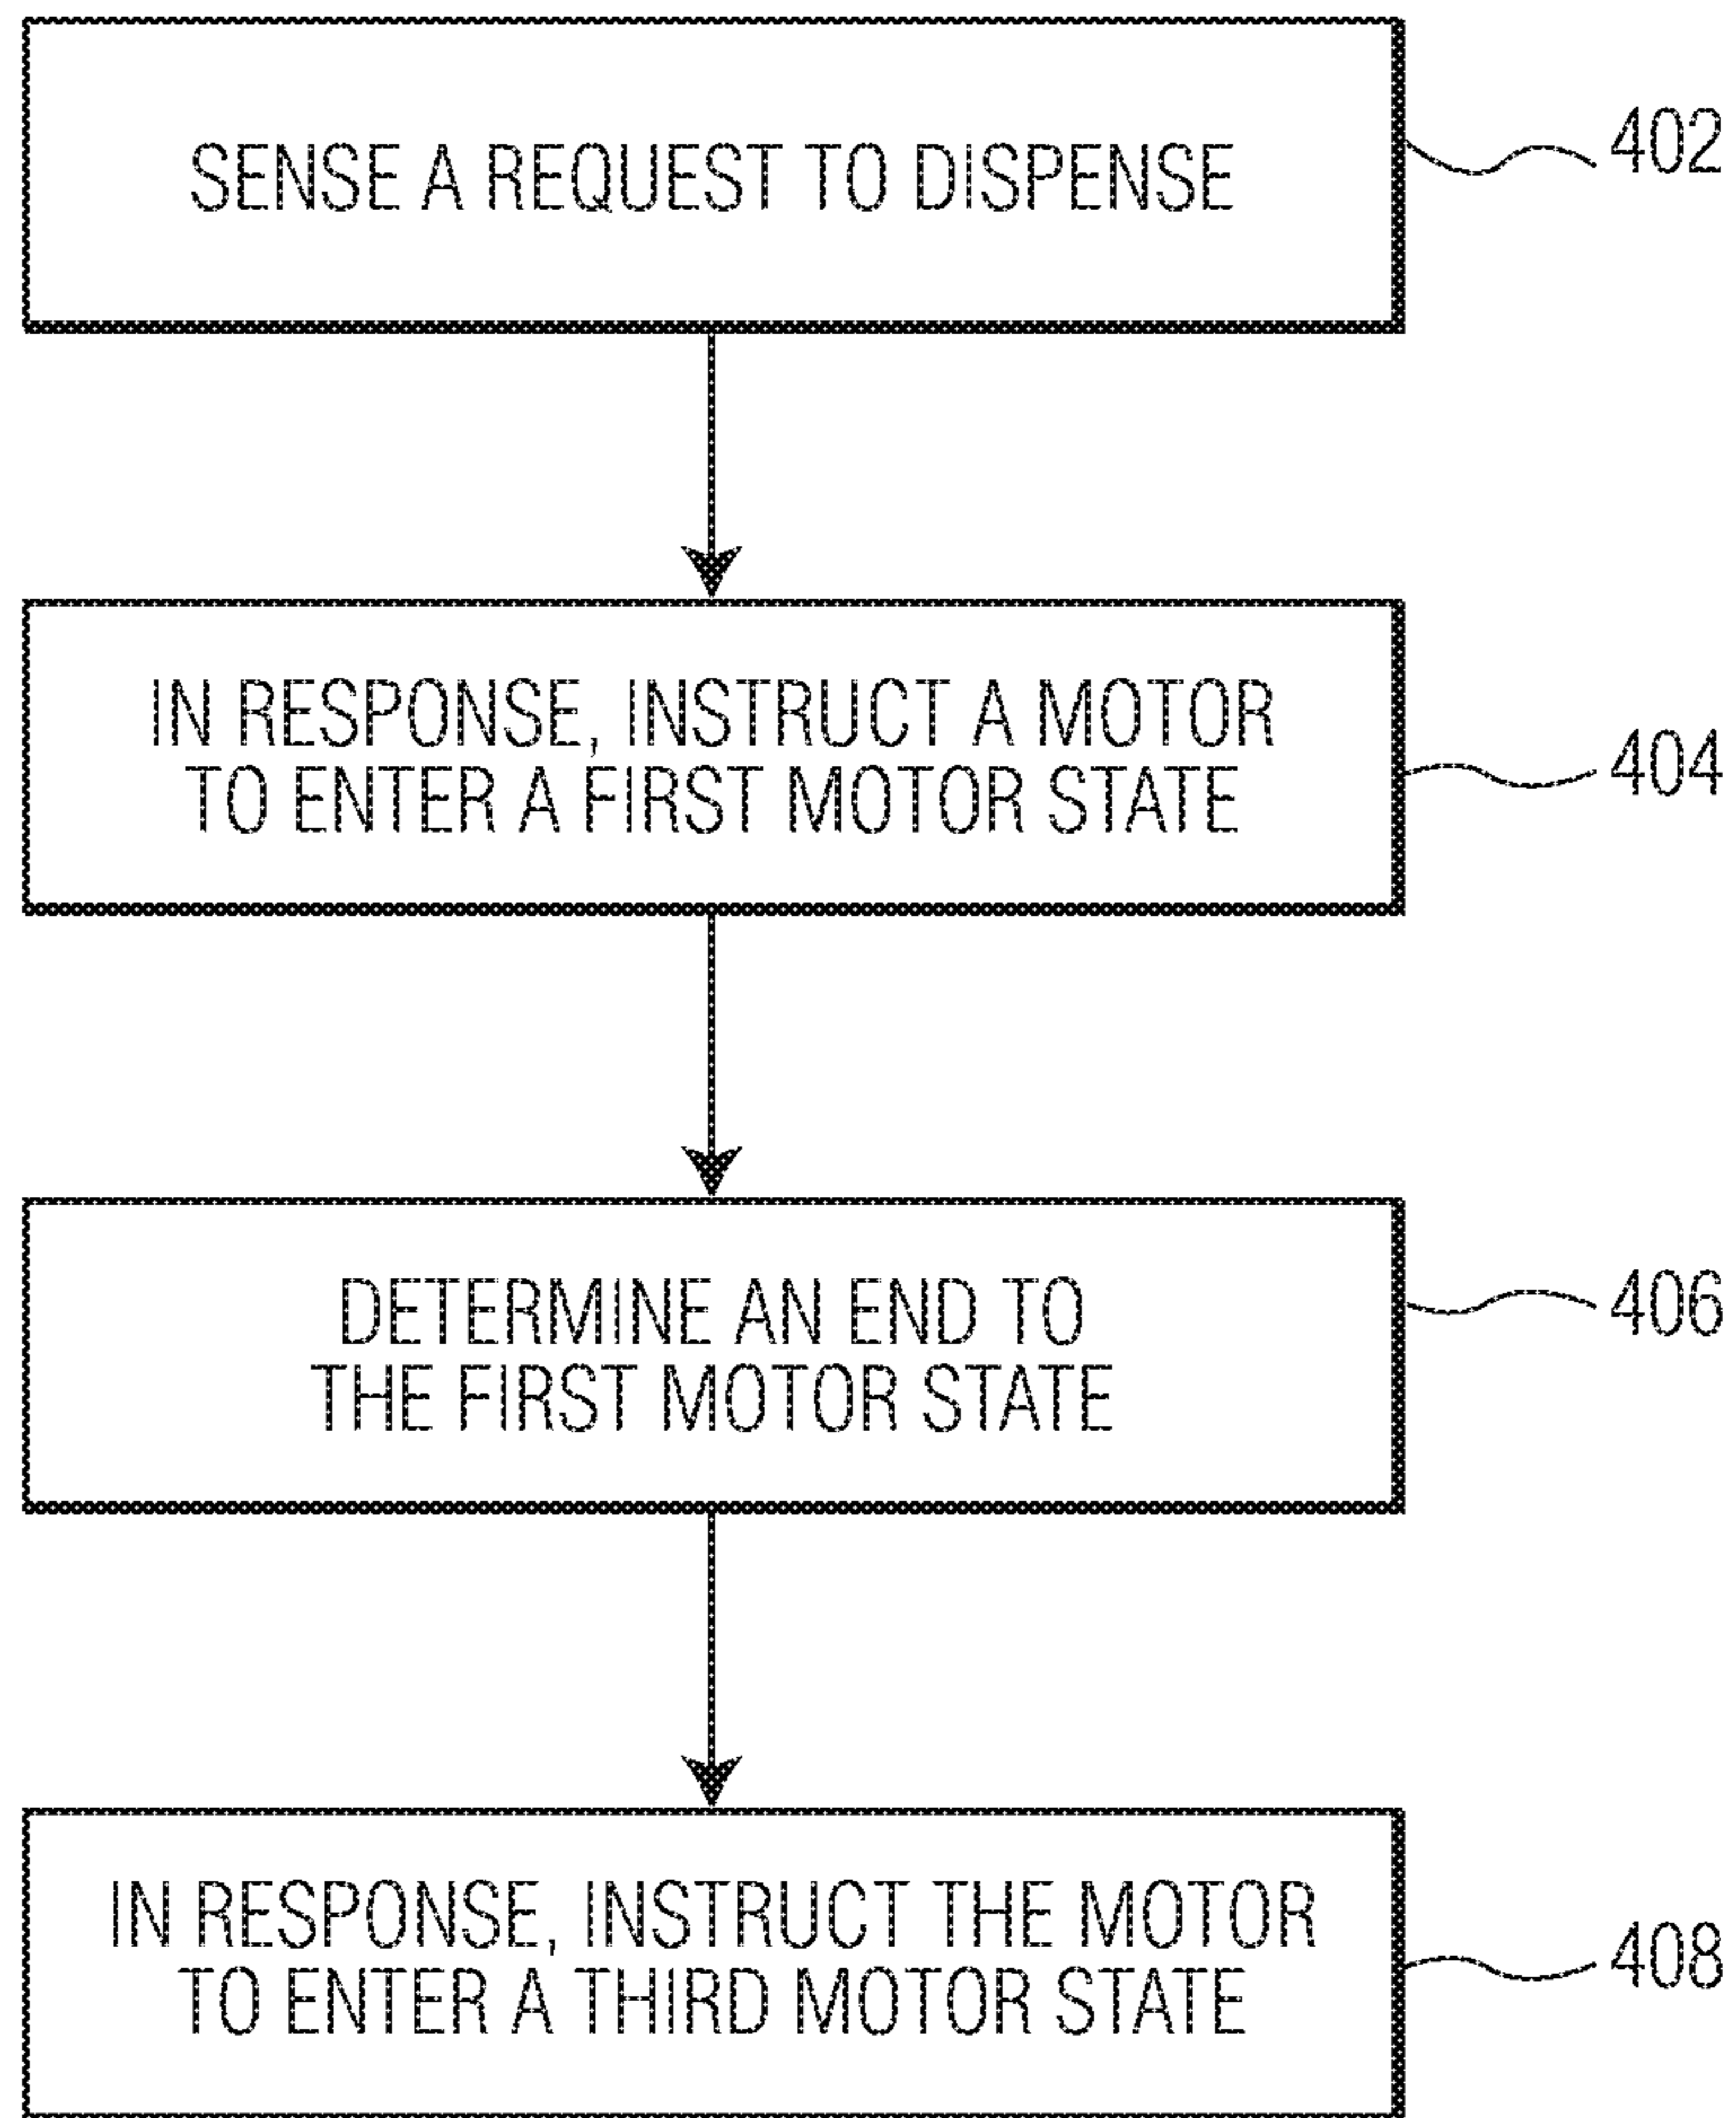 SENSE A REQUEST TO DISPENSE
402
IN RESPONSE, INSTRUCT A MOTOR
TO ENTER A FIRST MOTOR STATE
404
DETERMINE AN END TO
THE FIRST MOTOR STATE
406
IN RESPONSE, INSTRUCT THE MOTOR
TO ENTER A THIRD MOTOR STATE
408